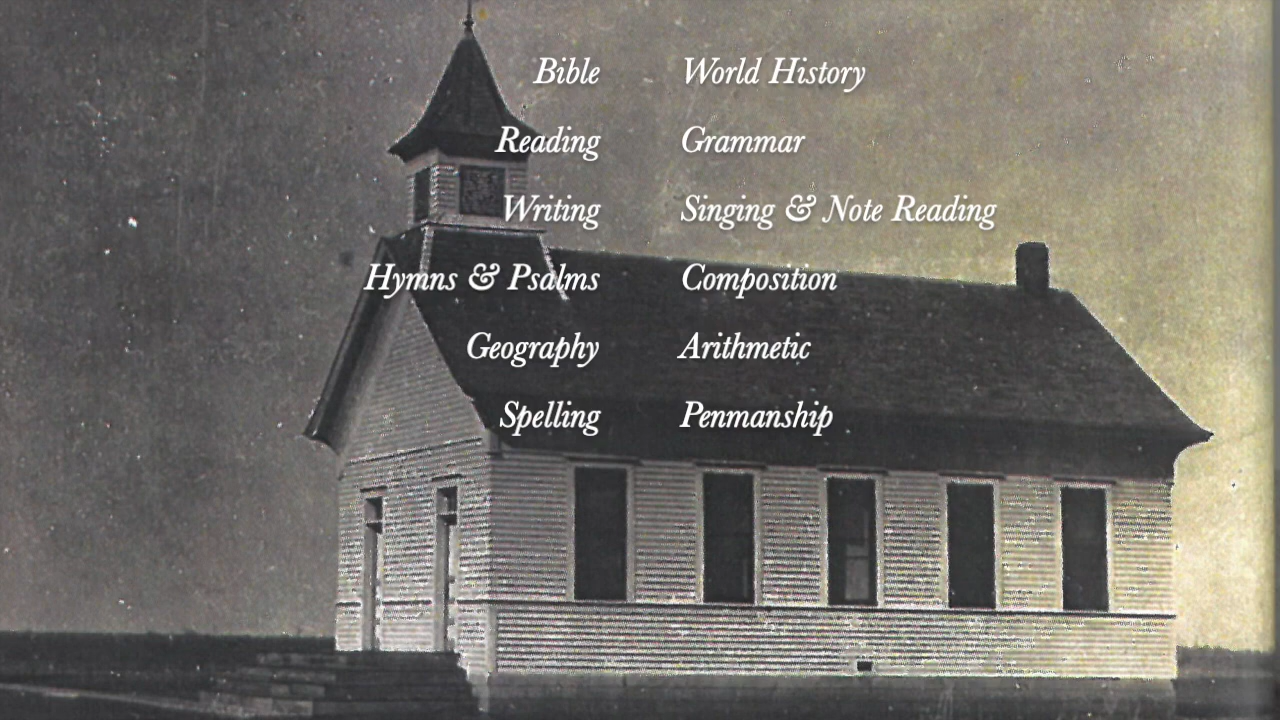 Bible
Reading
Writing
Hymns & Psalms
Geography
Spelling
World History
Grammar
Singing & Note Reading
Composition
Arithmetic
Penmanship